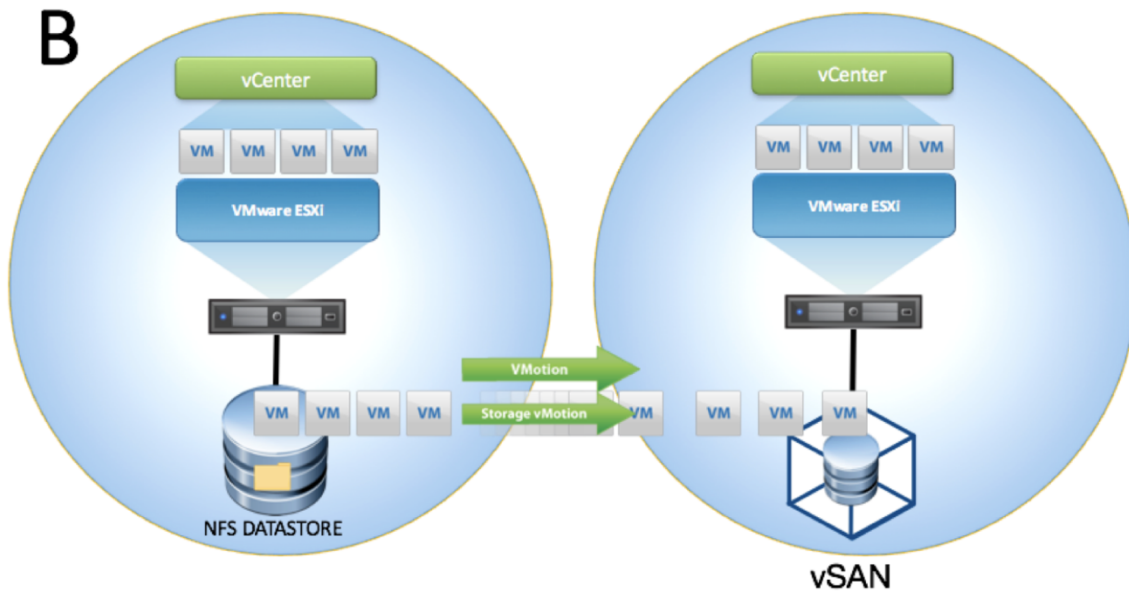 B
vCenter
vCenter
VM VM VM VM
VM VM VM VM
VMware ESXi
VMware ESXi
VMotion
VM VM VM VM
Storage vMotion
VM VM VM VM
NFS DATASTORE
vSAN